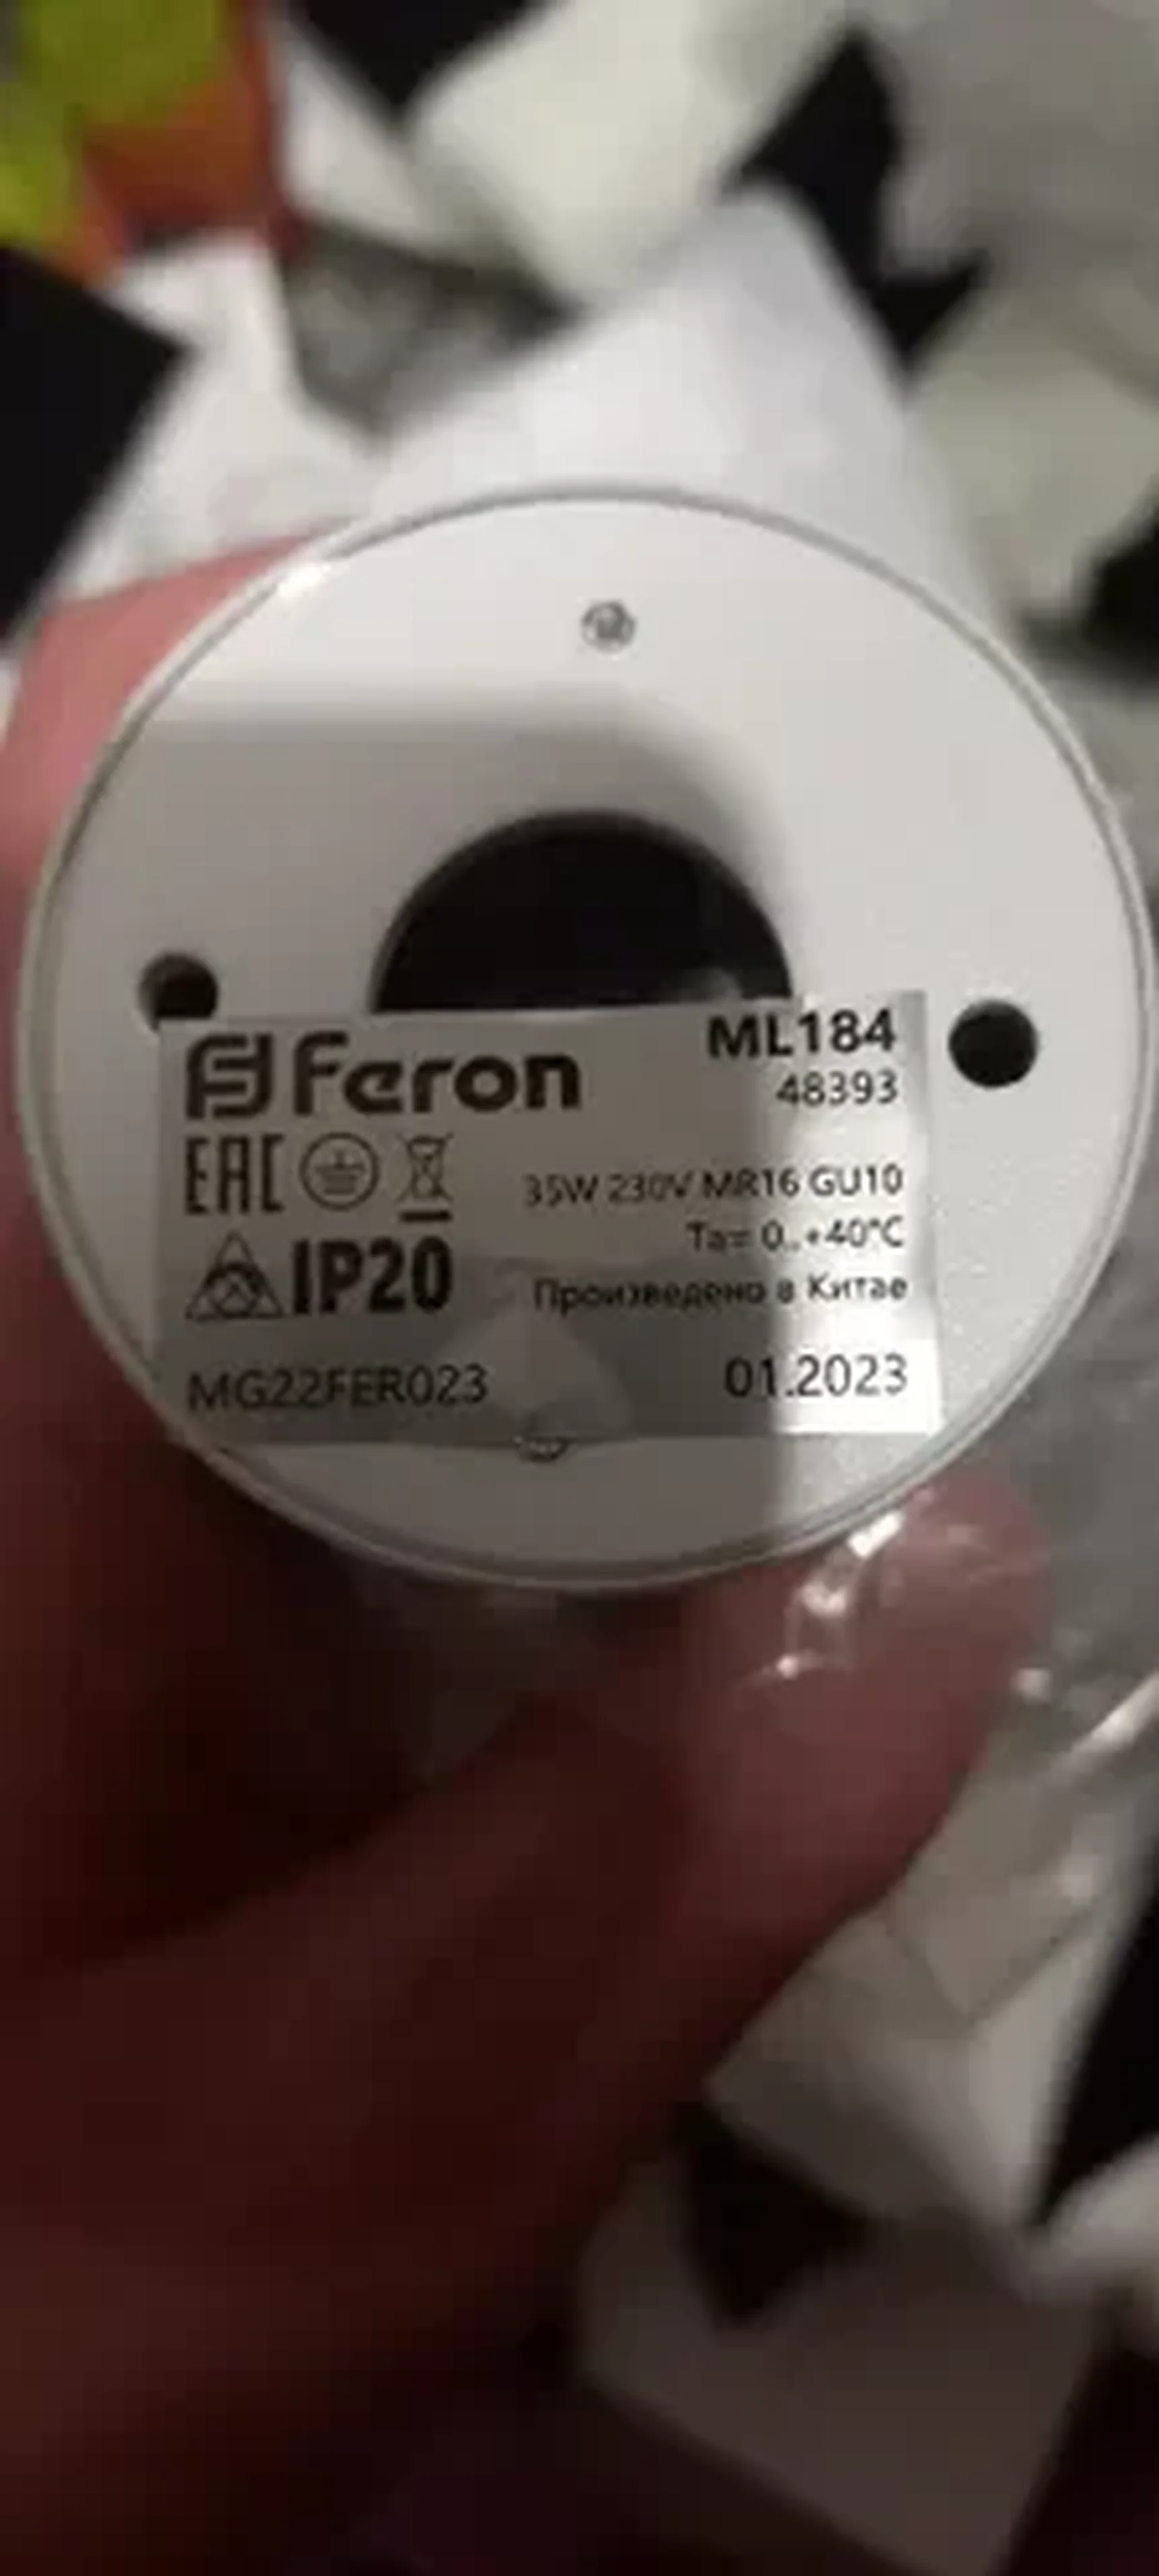 Feron
ML184
48393
EAC
35W 230V MR16 GU10
Ta= 0..+40°C
IP20
Произведено в Китае
MG22FER023
01.2023